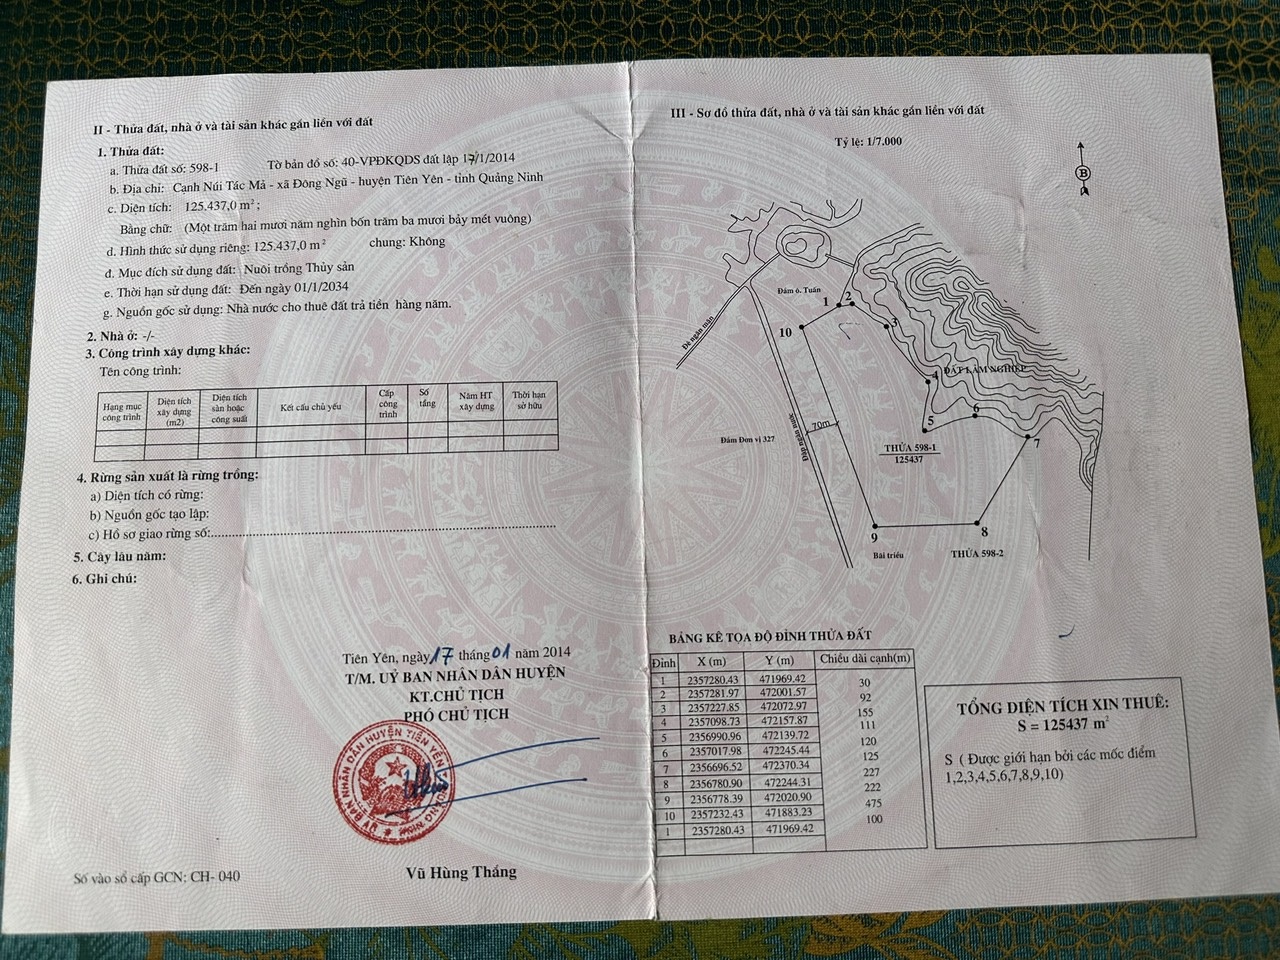 II - Thửa đất, nhà ở và tài sản khác gắn liền với đất
1. Thửa đất:
a. Thửa đất số: 598-1 Tờ bản đồ số: 40-VPĐKQDS đất lập 17/1/2014
b. Địa chỉ: Cạnh Núi Tác Mả - xã Đông Ngũ - huyện Tiên Yên - tỉnh Quảng Ninh
c. Diện tích: 125.437,0 m²;
Bằng chữ: (Một trăm hai mươi năm nghìn bốn trăm ba mươi bảy mét vuông)
d. Hình thức sử dụng riêng: 125.437,0 m² chung: Không
đ. Mục đích sử dụng đất: Nuôi trồng Thủy sản
e. Thời hạn sử dụng đất: Đến ngày 01/1/2034
g. Nguồn gốc sử dụng: Nhà nước cho thuê đất trả tiền hàng năm.
2. Nhà ở: -/-
3. Công trình xây dựng khác:
Tên công trình:
Hạng mục công trình | Diện tích xây dựng (m2) | Diện tích sàn hoặc công suất | Kết cấu chủ yếu | Cấp công trình | Số tầng | Năm HT xây dựng | Thời hạn sở hữu
4. Rừng sản xuất là rừng trồng:
a) Diện tích có rừng:
b) Nguồn gốc tạo lập:
c) Hồ sơ giao rừng số:
5. Cây lâu năm:
6. Ghi chú:
Tiên Yên, ngày 17 tháng 01 năm 2014
T/M. UỶ BAN NHÂN DÂN HUYỆN
KT.CHỦ TỊCH
PHÓ CHỦ TỊCH
Vũ Hùng Thắng
Số vào sổ cấp GCN: CH- 040
III - Sơ đồ thửa đất, nhà ở và tài sản khác gắn liền với đất
Tỷ lệ: 1/7.000
B
Đầm ô. Tuấn
1 2
10
3
Đê ngăn mặn
4 ĐẤT LÂM NGHIỆP
5
6
7
70m
Đầm Đơn vị 327
THỬA 598-1
125437
9
8
Bãi triều
THỬA 598-2
BẢNG KÊ TỌA ĐỘ ĐỈNH THỬA ĐẤT
Đỉnh | X (m) | Y (m) | Chiều dài cạnh(m)
1 | 2357280.43 | 471969.42
30
2 | 2357281.97 | 472001.57
92
3 | 2357227.85 | 472072.97
155
4 | 2357098.73 | 472157.87
111
5 | 2356990.96 | 472139.72
120
6 | 2357017.98 | 472245.44
125
7 | 2356696.52 | 472370.34
227
8 | 2356780.90 | 472244.31
222
9 | 2356778.39 | 472020.90
475
10 | 2357232.43 | 471883.23
100
1 | 2357280.43 | 471969.42
TỔNG DIỆN TÍCH XIN THUÊ:
S = 125437 m²
S ( Được giới hạn bởi các mốc điểm
1,2,3,4,5,6,7,8,9,10)